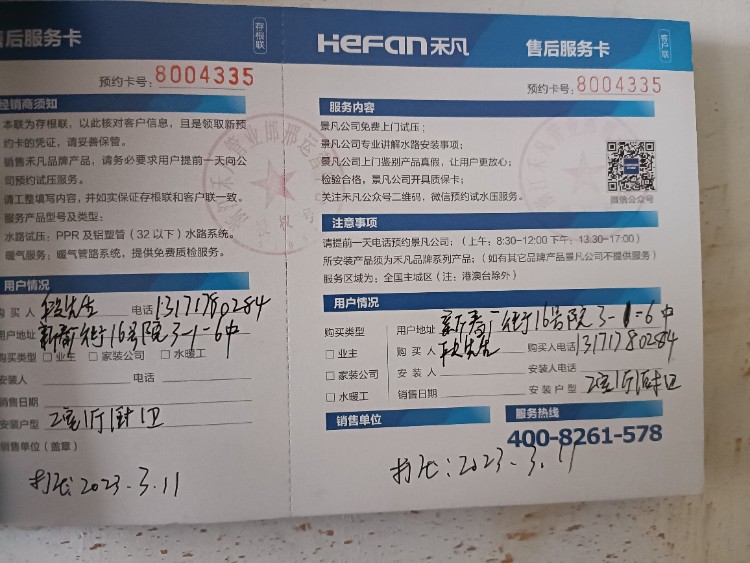 后服务卡
存根联
预约卡号:8004335
经销商须知
本联为存根联，以此核对客户信息，且是领取新预
约卡的凭证，请妥善保管。
销售禾凡品牌产品，请务必要求用户提前一天向公
司预约试压服务。
请工整填写内容，并如实保证存根联和客户联一致。
服务产品型号及类型:
水路试压: PPR 及铝塑管（32 以下）水路系统。
暖气服务: 暖气管路系统，提供免费质检服务。
用户情况
购买人 段先生 电话 13171780284
用户地址 新 街16号院3-1-6中
业主 □ 家装公司 □ 水暖工
安装人 电话
销售日期
安装户型 2室1厅1厨1卫
销售单位（盖章）
打压:2023.3.11
HeFan禾凡 售后服务卡
客户联
预约卡号:8004335
服务内容
景凡公司免费上门试压;
景凡公司专业讲解水路安装事项;
景凡公司上门鉴别产品真假，让用户更放心;
检验合格，景凡公司开具质保卡;
关注禾凡公众号二维码，微信预约试水压服务。
微信公众号
注意事项
请提前一天电话预约景凡公司;（上午: 8:30-12:00 下午: 13:30-17:00）
所安装产品须为禾凡品牌系列产品;（如有其它品牌产品景凡公司不提供服务）
服务区域为: 全国主城区（注: 港澳台除外）
用户情况
购买类型
□ 业主
□ 家装公司
□ 水暖工
用户地址 新 厂街16号院3-1-6中
购买人 段先生 购买人电话 13171780284
安装人 安装人电话
销售日期 安装户型 2室1厅1厨1卫
销售单位
服务热线
400-8261-578
打压:2023.3.11